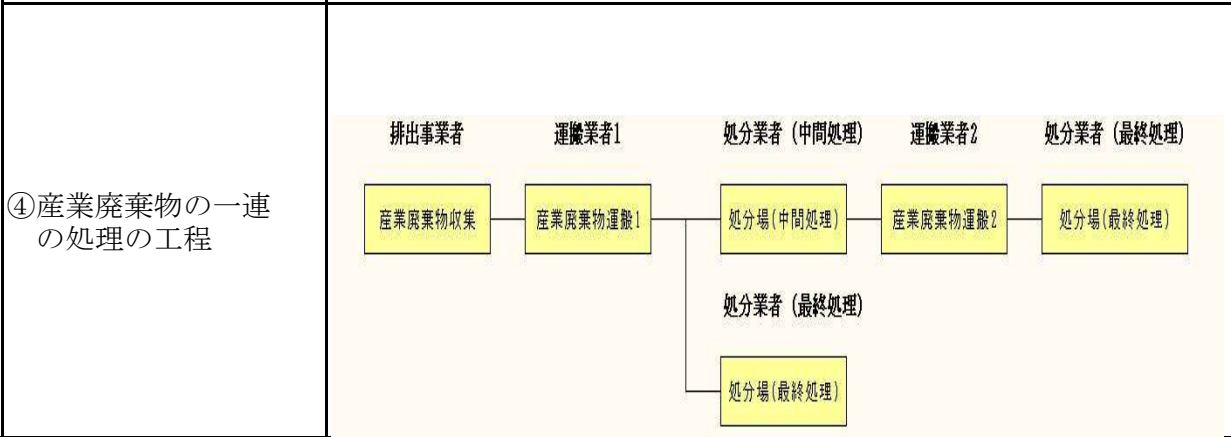 ④産業廃棄物の一連
の処理の工程
排出事業者
運搬業者1
処分業者（中間処理）
運搬業者2
処分業者（最終処理）
産業廃棄物収集
産業廃棄物運搬1
処分場(中間処理)
産業廃棄物運搬2
処分場(最終処理)
処分業者（最終処理）
処分場(最終処理)